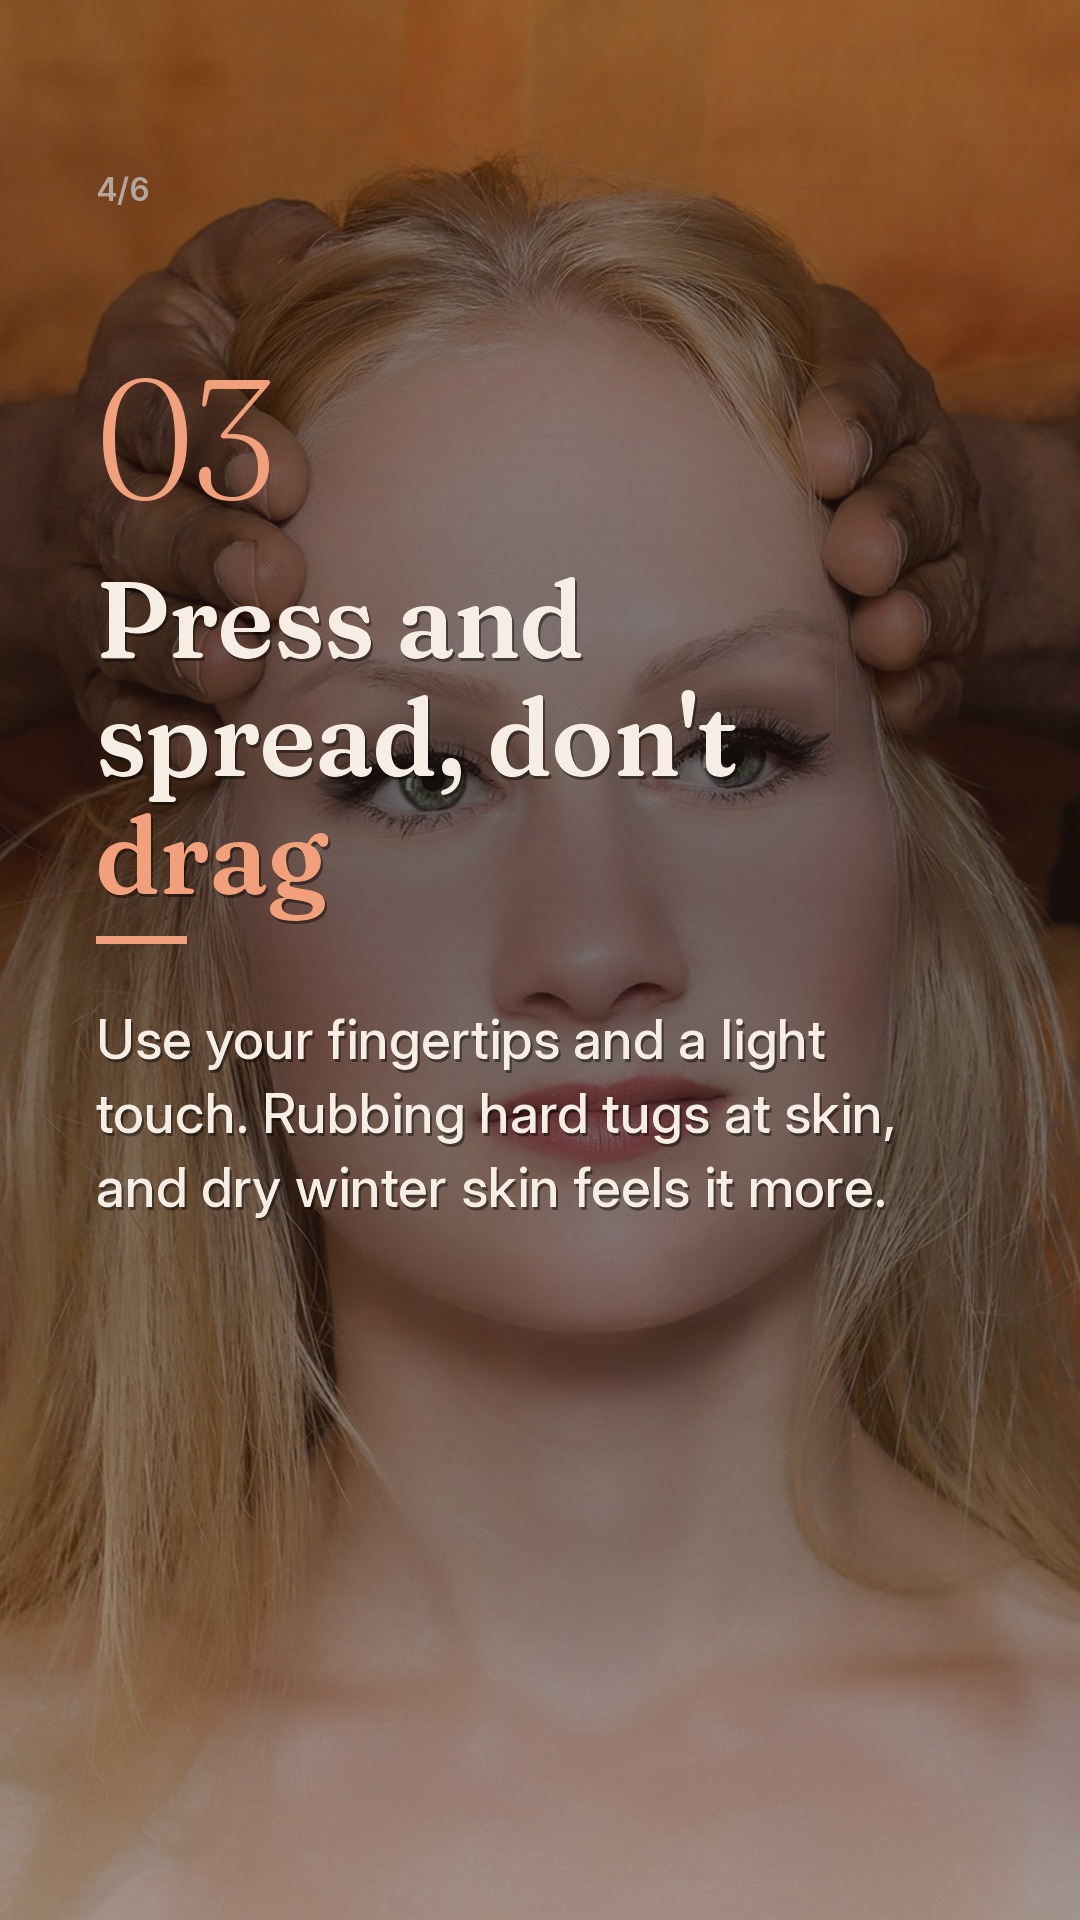 4/6
03
Press and
spread, don't
drag
Use your fingertips and a light
touch. Rubbing hard tugs at skin,
and dry winter skin feels it more.